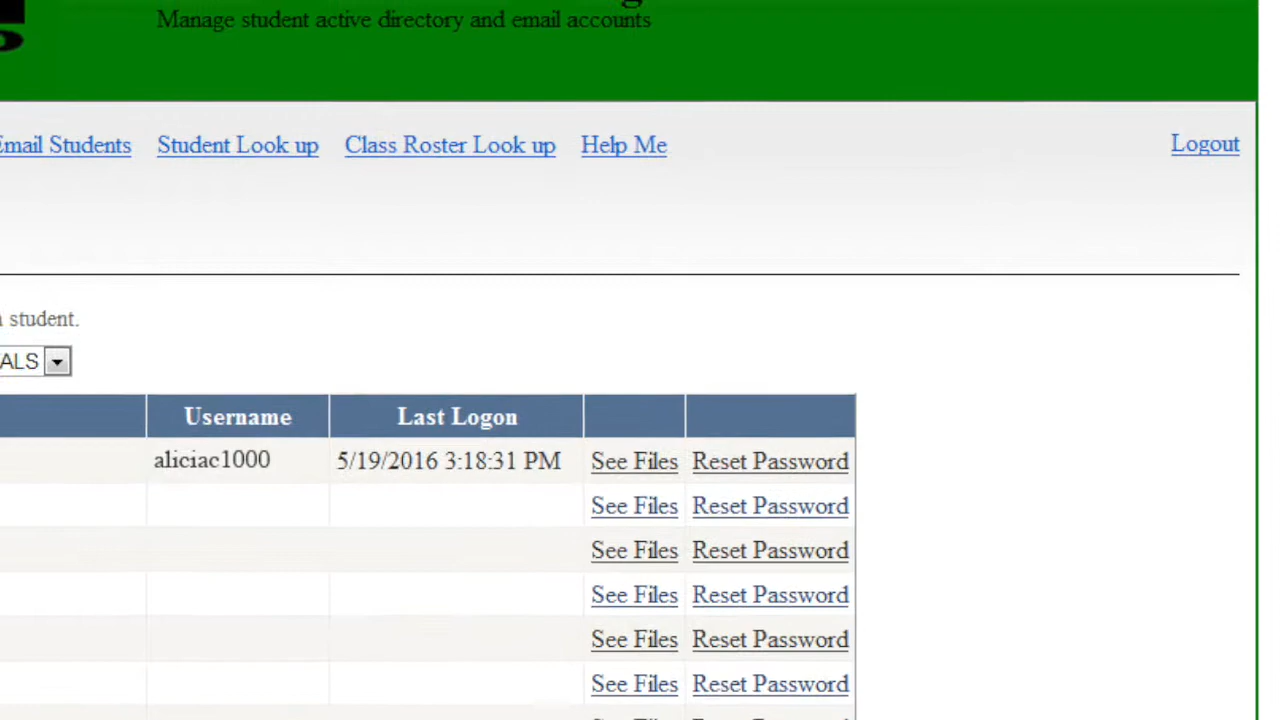 Manage student active directory and email accounts
Email Students Student Look up Class Roster Look up Help Me Logout
student.
ALS
Username Last Logon
aliciac1000 5/19/2016 3:18:31 PM See Files Reset Password
See Files Reset Password
See Files Reset Password
See Files Reset Password
See Files Reset Password
See Files Reset Password